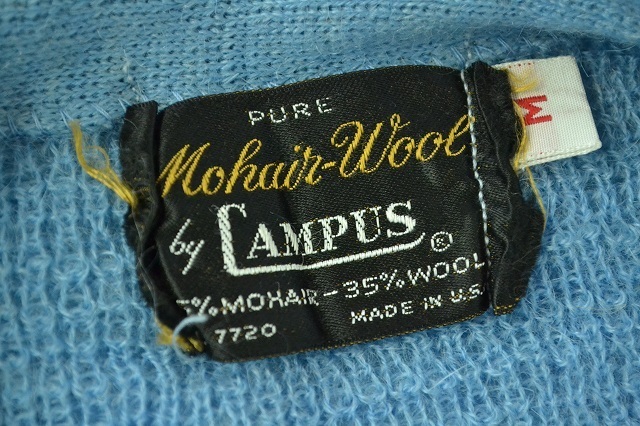 PURE
Mohair-Wool
by CAMPUS ®
5% MOHAIR - 35% WOOL
7720 MADE IN U.S.
M